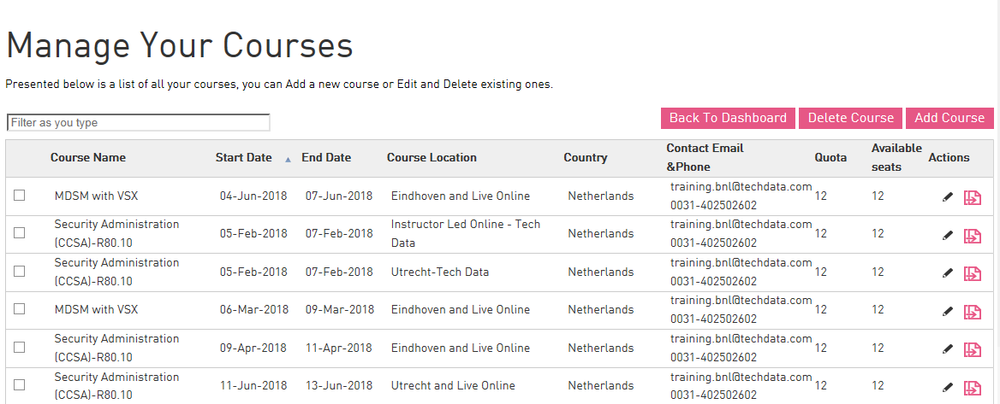 Manage Your Courses
Presented below is a list of all your courses, you can Add a new course or Edit and Delete existing ones.
Filter as you type
Back To Dashboard Delete Course Add Course
Course Name Start Date End Date Course Location Country Contact Email &Phone Quota Available seats Actions
MDSM with VSX 04-Jun-2018 07-Jun-2018 Eindhoven and Live Online Netherlands training.bnl@techdata.com 0031-402502602 12 12
Security Administration (CCSA)-R80.10 05-Feb-2018 07-Feb-2018 Instructor Led Online - Tech Data Netherlands training.bnl@techdata.com 0031-402502602 12 12
Security Administration (CCSA)-R80.10 05-Feb-2018 07-Feb-2018 Utrecht-Tech Data Netherlands training.bnl@techdata.com 0031-402502602 12 12
MDSM with VSX 06-Mar-2018 09-Mar-2018 Eindhoven and Live Online Netherlands training.bnl@techdata.com 0031-402502602 12 12
Security Administration (CCSA)-R80.10 09-Apr-2018 11-Apr-2018 Eindhoven and Live Online Netherlands training.bnl@techdata.com 0031-402502602 12 12
Security Administration (CCSA)-R80.10 11-Jun-2018 13-Jun-2018 Utrecht and Live Online Netherlands training.bnl@techdata.com 0031-402502602 12 12